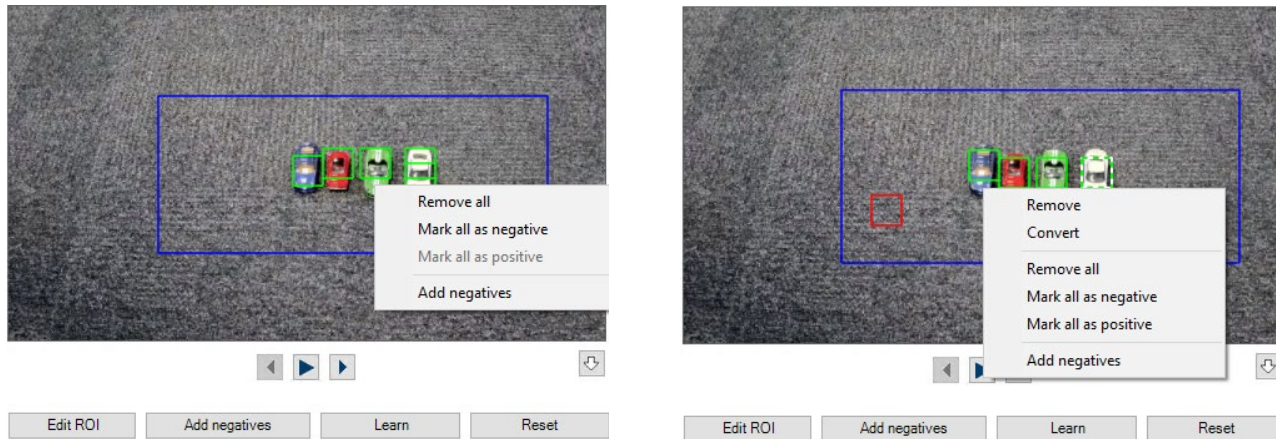 Remove all
Mark all as negative
Mark all as positive
Add negatives
Edit ROI
Add negatives
Learn
Reset
Remove
Convert
Remove all
Mark all as negative
Mark all as positive
Add negatives
Edit ROI
Add negatives
Learn
Reset